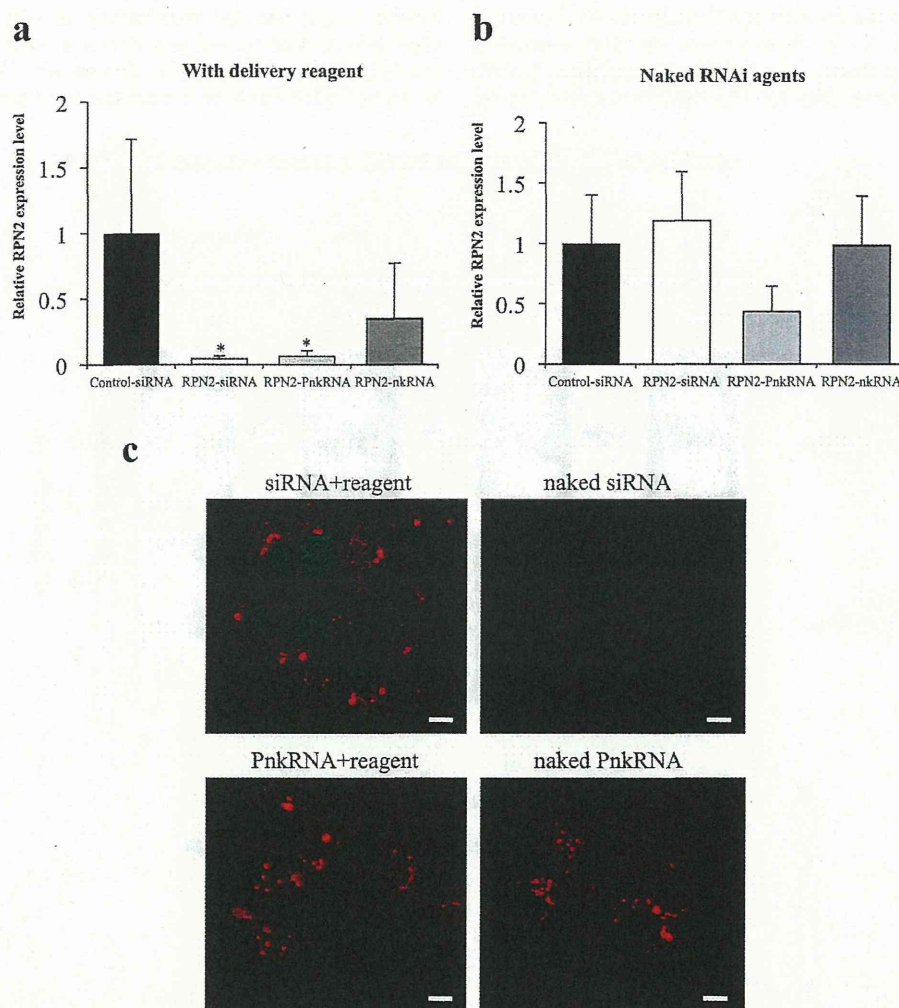 a
With delivery reagent
Relative RPN2 expression level
2
1.5
1
0.5
0
*
*
Control-siRNA RPN2-siRNA RPN2-PnkRNA RPN2-nkRNA
b
Naked RNAi agents
Relative RPN2 expression level
2
1.5
1
0.5
0
Control-siRNA RPN2-siRNA RPN2-PnkRNA RPN2-nkRNA
c
siRNA+reagent
naked siRNA
PnkRNA+reagent
naked PnkRNA